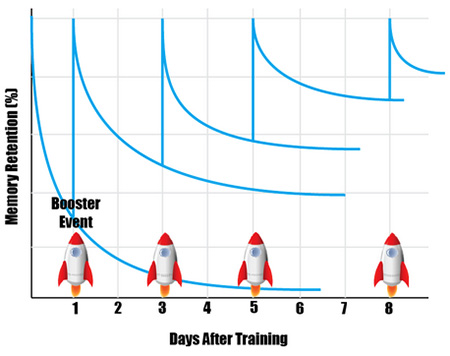 Memory Retention (%)
Booster
Event
1 2 3 4 5 6 7 8
Days After Training